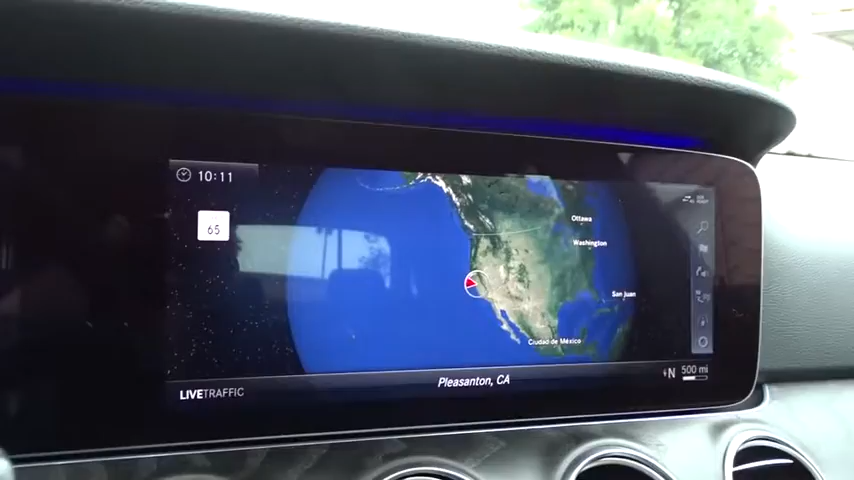 10:11
65
Ottawa
Washington
San Juan
Ciudad de México
Pleasanton, CA
LIVETRAFFIC
N
500 mi